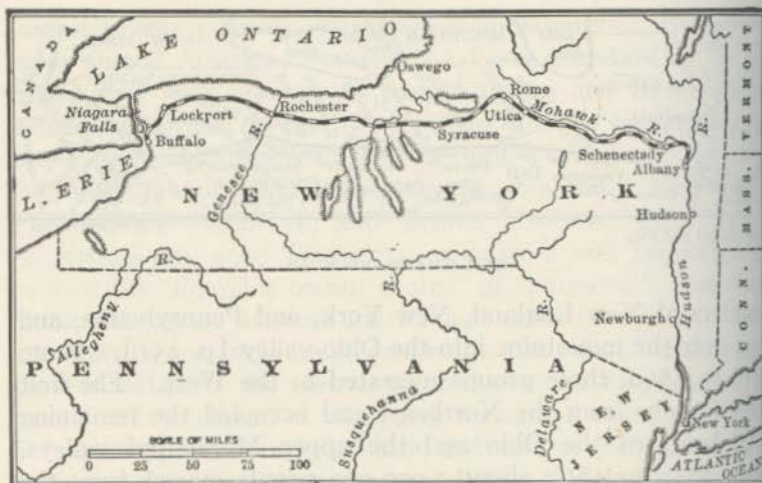 CANADA
LAKE ONTARIO
Oswego
Rome
Niagara
Falls
Lockport
Rochester
Utica
Mohawk R.
VERMONT
Buffalo
Syracuse
Schenectady
Albany
R.
L. ERIE
Genesee R.
NEW YORK
MASS.
Hudson
R.
R.
R.
Allegheny
Newburgh
Hudson
CONN.
PENNSYLVANIA
Susquehanna
Delaware
NEW
JERSEY
New York
SCALE OF MILES
0 25 50 75 100
ATLANTIC
OCEAN